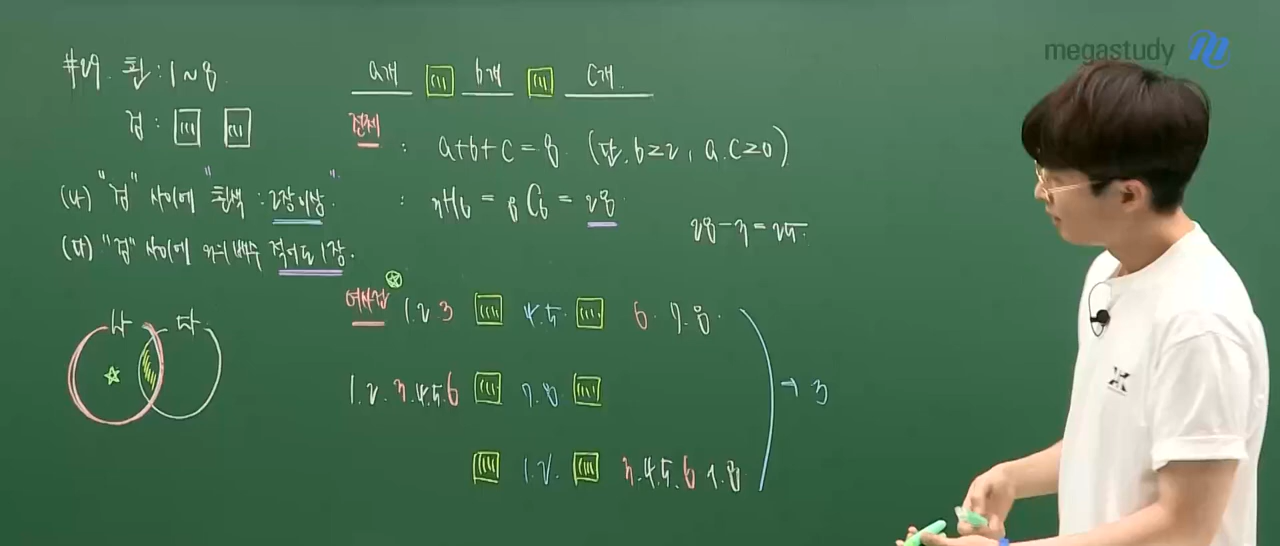 megastudy
#29. 흰 : 1~8.
검 :
(나) "검" 사이에 "흰색 : 2장이상".
(다) "검" 사이에 3의 배수 적어도 1장.
나 다
a개 b개 c개.
전체
: a+b+c=8. (단. b≥2, a.c≥0)
: 3H6 = 8C6 = 28.
28-3=25.
여사건 1.2.3 4.5 6.7.8.
1.2.3.4.5.6 7.8
1.2. 3.4.5.6.7.8
→ 3